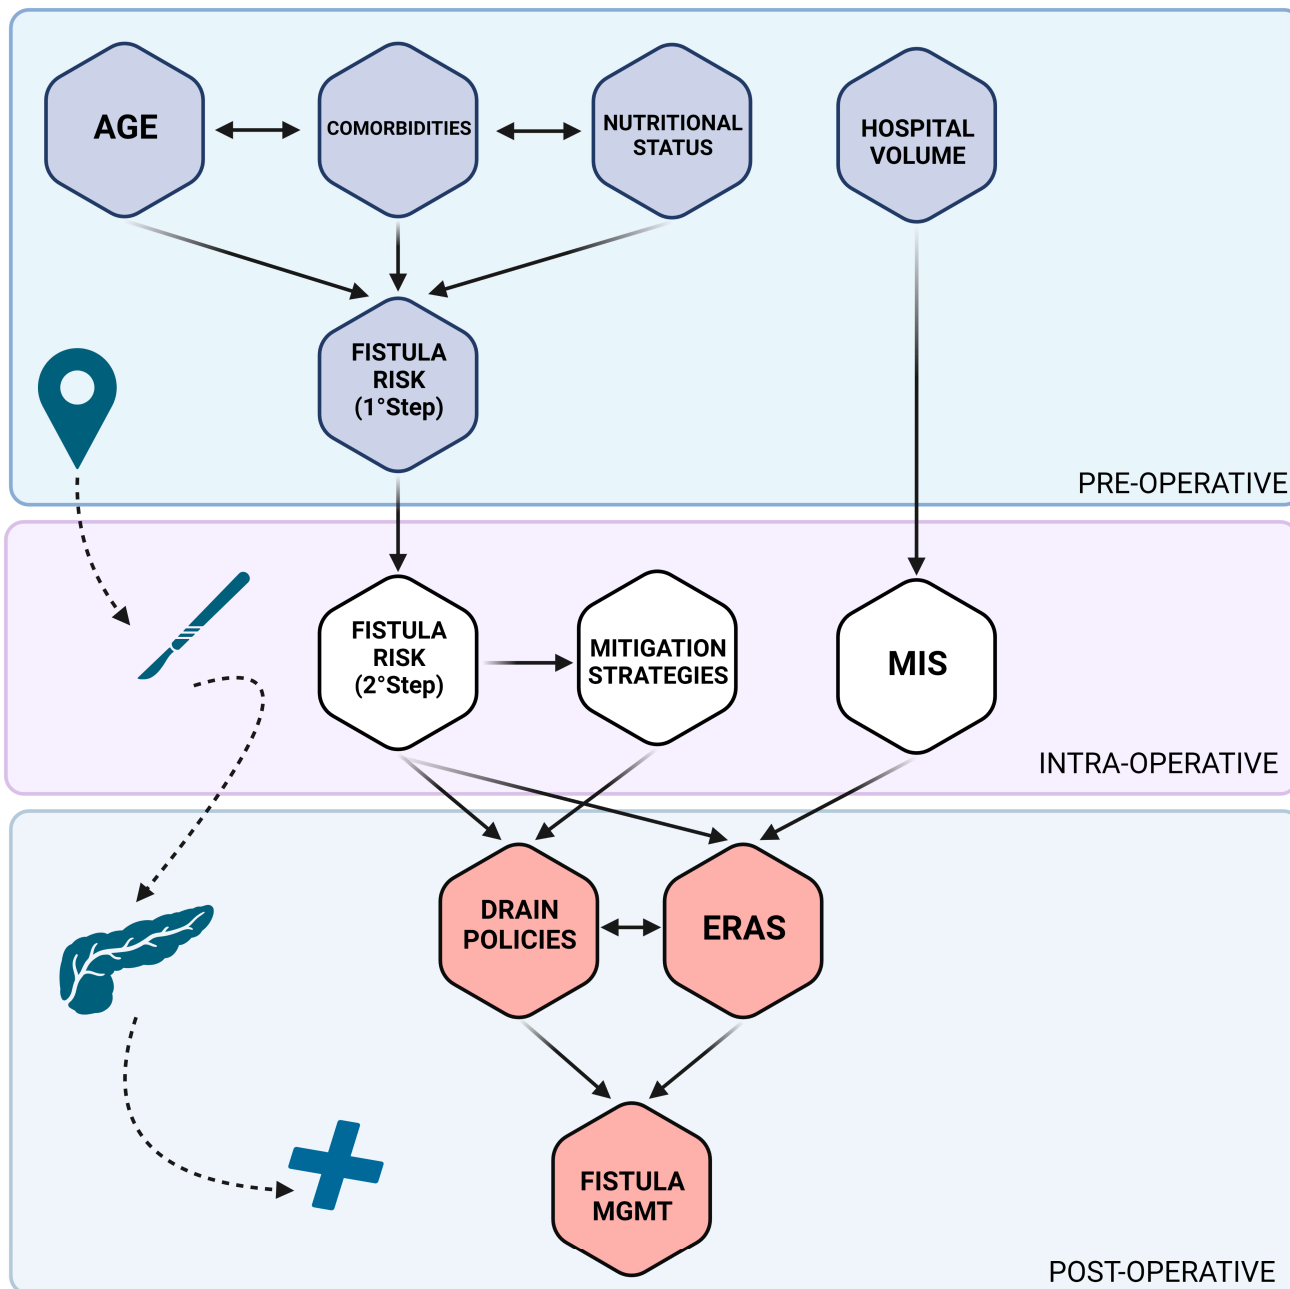 AGE
COMORBIDITIES
NUTRITIONAL
STATUS
HOSPITAL
VOLUME
FISTULA
RISK
(1°Step)
PRE-OPERATIVE
FISTULA
RISK
(2°Step)
MITIGATION
STRATEGIES
MIS
INTRA-OPERATIVE
DRAIN
POLICIES
ERAS
FISTULA
MGMT
POST-OPERATIVE